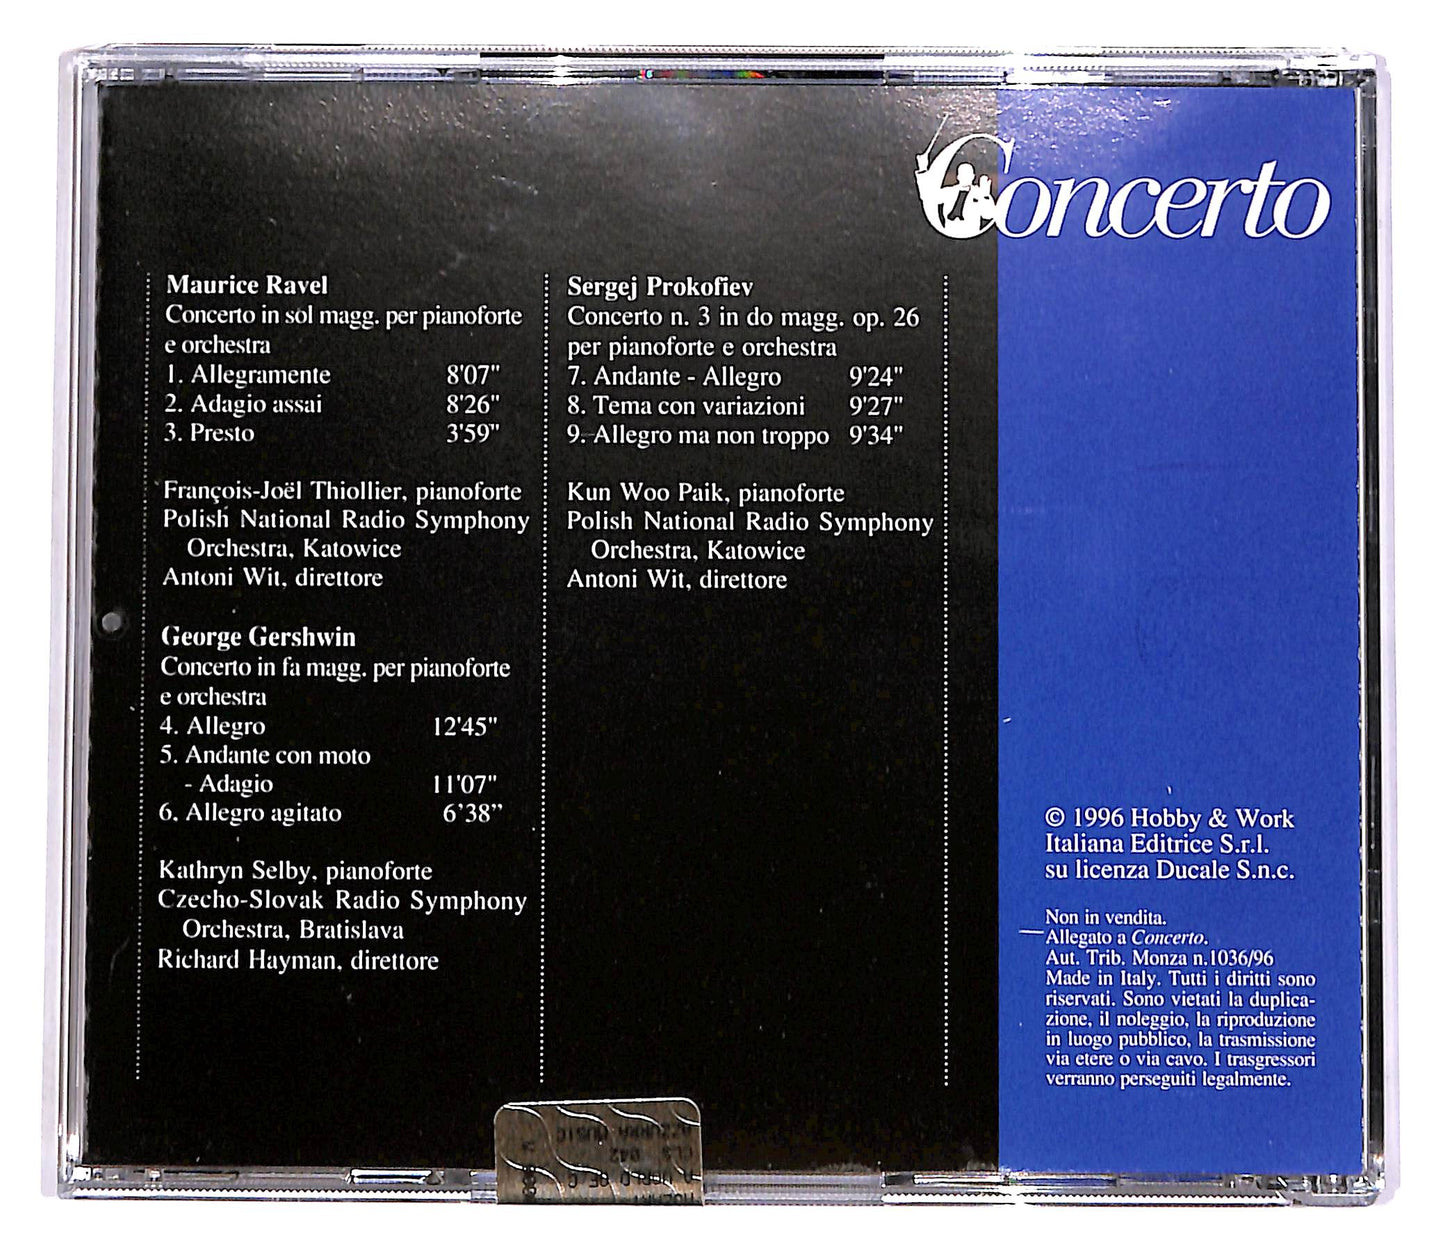 Concerto
Maurice Ravel
Concerto in sol magg. per pianoforte
e orchestra
1. Allegramente 8'07"
2. Adagio assai 8'26"
3. Presto 3'59"
François-Joël Thiollier, pianoforte
Polish National Radio Symphony
Orchestra, Katowice
Antoni Wit, direttore
George Gershwin
Concerto in fa magg. per pianoforte
e orchestra
4. Allegro 12'45"
5. Andante con moto
- Adagio 11'07"
6. Allegro agitato 6'38"
Kathryn Selby, pianoforte
Czecho-Slovak Radio Symphony
Orchestra, Bratislava
Richard Hayman, direttore
Sergej Prokofiev
Concerto n. 3 in do magg. op. 26
per pianoforte e orchestra
7. Andante - Allegro 9'24"
8. Tema con variazioni 9'27"
9. Allegro ma non troppo 9'34"
Kun Woo Paik, pianoforte
Polish National Radio Symphony
Orchestra, Katowice
Antoni Wit, direttore
© 1996 Hobby & Work
Italiana Editrice S.r.l.
su licenza Ducale S.n.c.
Non in vendita.
Allegato a Concerto.
Aut. Trib. Monza n.1036/96
Made in Italy. Tutti i diritti sono
riservati. Sono vietati la duplica-
zione, il noleggio, la riproduzione
in luogo pubblico, la trasmissione
via etere o via cavo. I trasgressori
verranno perseguiti legalmente.
AZZURRA MUSIC
CLS 042